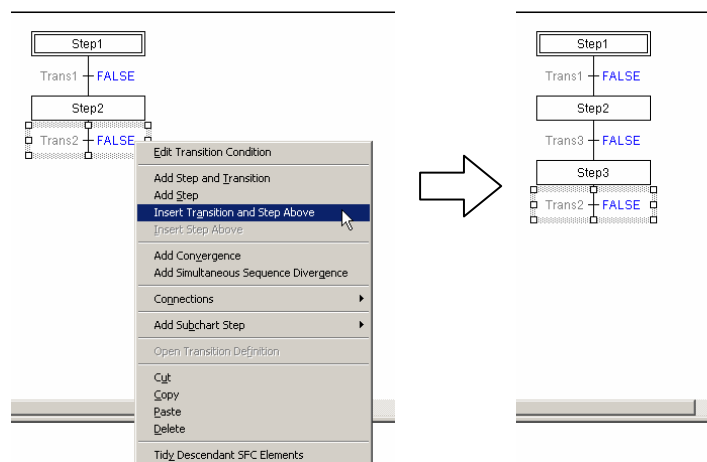 Step1
Trans1 FALSE
Step2
Trans2 FALSE
Edit Transition Condition
Add Step and Transition
Add Step
Insert Transition and Step Above
Insert Step Above
Add Convergence
Add Simultaneous Sequence Divergence
Connections
Add Subchart Step
Open Transition Definition
Cut
Copy
Paste
Delete
Tidy Descendant SFC Elements
Step1
Trans1 FALSE
Step2
Trans3 FALSE
Step3
Trans2 FALSE